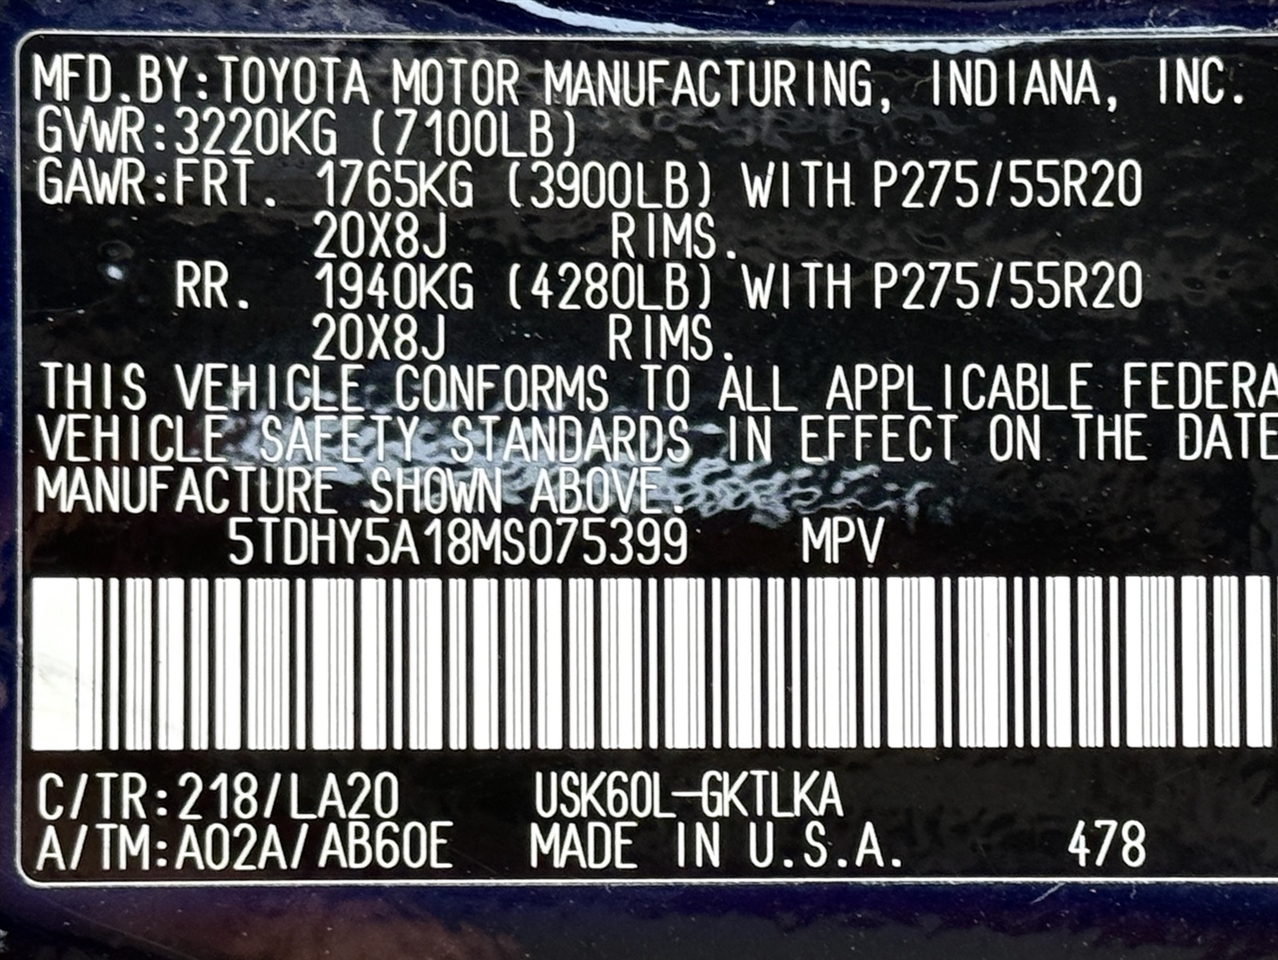 MFD.BY:TOYOTA MOTOR MANUFACTURING, INDIANA, INC.
GVWR:3220KG (7100LB)
GAWR:FRT. 1765KG (3900LB) WITH P275/55R20
20X8J RIMS.
RR. 1940KG (4280LB) WITH P275/55R20
20X8J RIMS.
THIS VEHICLE CONFORMS TO ALL APPLICABLE FEDERA
VEHICLE SAFETY STANDARDS IN EFFECT ON THE DATE
MANUFACTURE SHOWN ABOVE.
5TDHY5A18MS075399 MPV
C/TR:218/LA20 USK60L-GKTLKA
A/TM:A02A/AB60E MADE IN U.S.A. 478